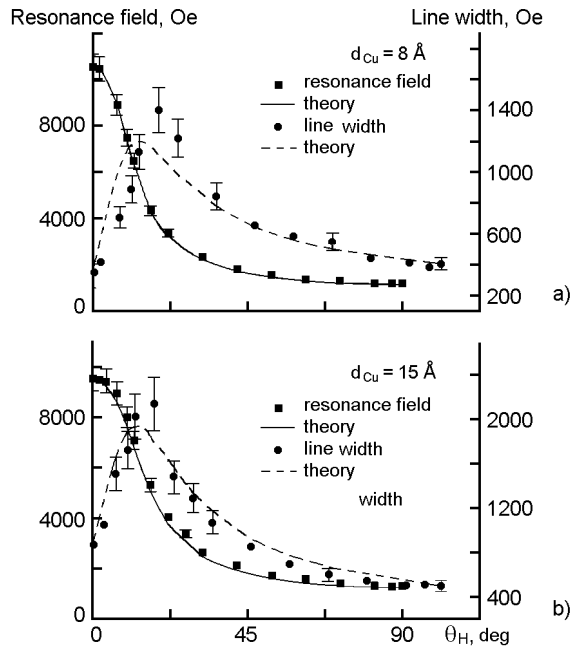 Resonance field, Oe
Line width, Oe
d Cu = 8 Å
resonance field
theory
line width
theory
8000
4000
0
1400
1000
600
200
a)
d Cu = 15 Å
resonance field
theory
line width
theory
width
8000
4000
0
2000
1200
400
b)
0
45
90
θH, deg